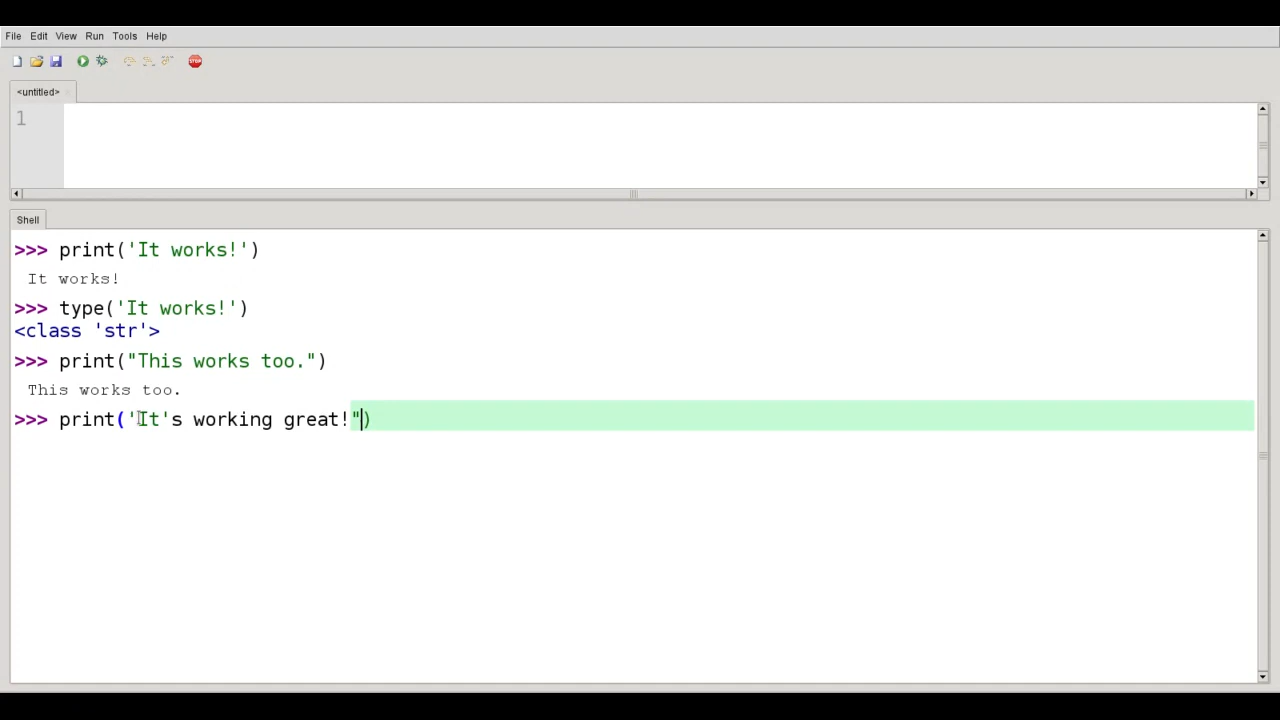 File Edit View Run Tools Help
STOP
<untitled>
1
Shell
>>> print('It works!')
It works!
>>> type('It works!')
<class 'str'>
>>> print("This works too.")
This works too.
>>> print('It's working great!")